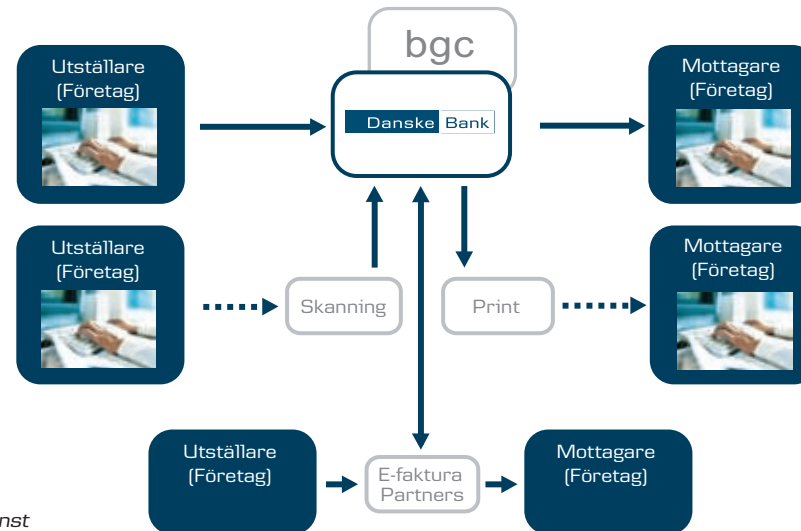 bgc
Utställare
(Företag)
Danske Bank
Mottagare
(Företag)
Utställare
(Företag)
Skanning
Print
Mottagare
(Företag)
Utställare
(Företag)
E-faktura
Partners
Mottagare
(Företag)
nst